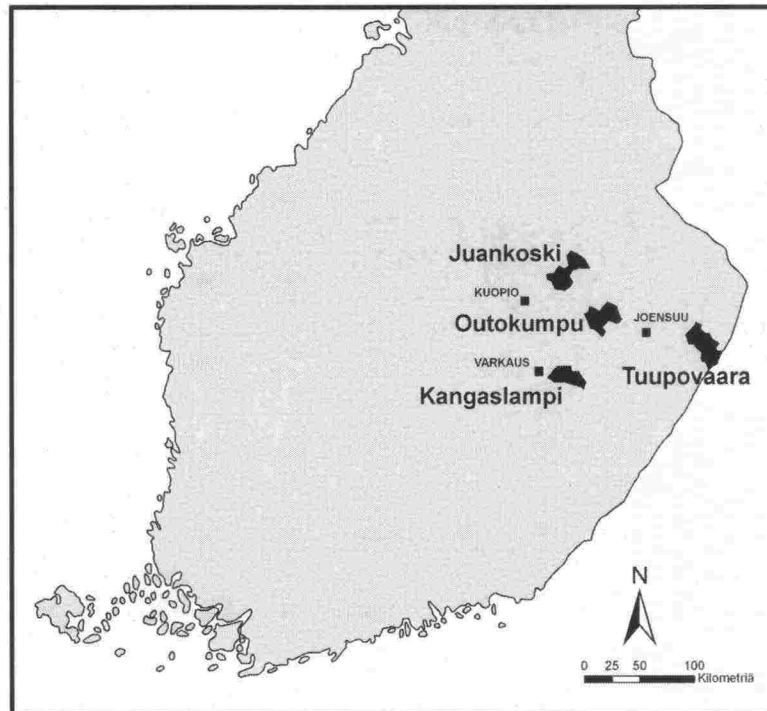 Juankoski
KUOPIO
Outokumpu
JOENSUU
VARKAUS
Tuupovaara
Kangaslampi
N
0 25 50 100
Kilometriä